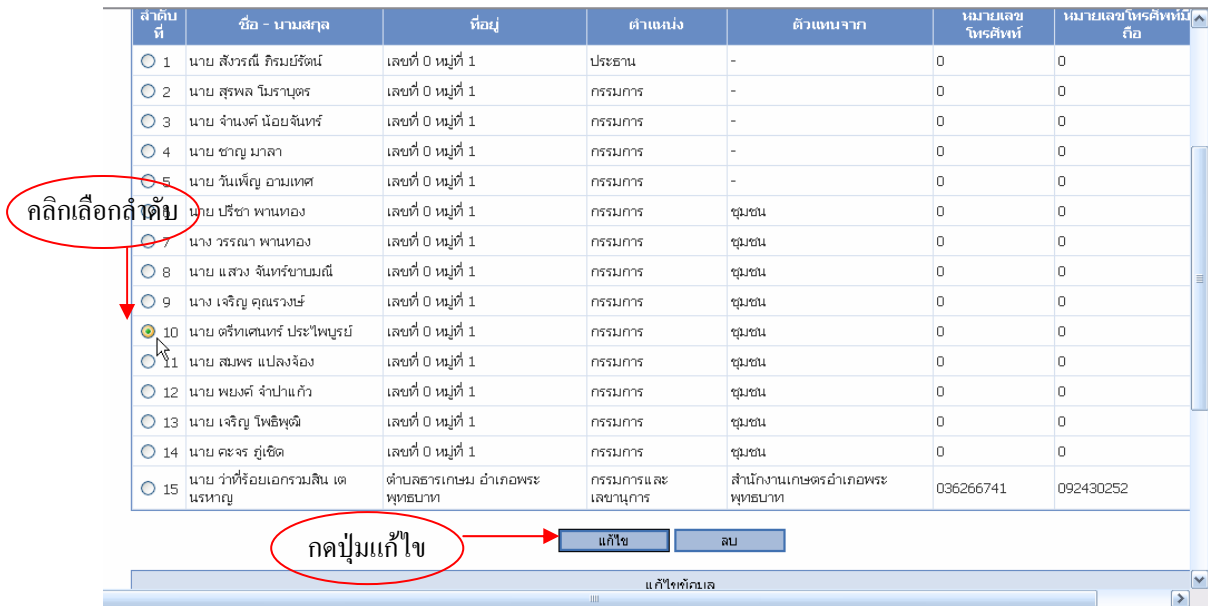 ลำดับที่ ชื่อ - นามสกุล ที่อยู่ ตำแหน่ง ตัวแทนจาก หมายเลขโทรศัพท์ หมายเลขโทรศัพท์มือถือ
1 นาย สังวรณี ภิรมย์รัตน์ เลขที่ 0 หมู่ที่ 1 ประธาน - 0 0
2 นาย สุรพล โมราบุตร เลขที่ 0 หมู่ที่ 1 กรรมการ - 0 0
3 นาย จำนงค์ น้อยจันทร์ เลขที่ 0 หมู่ที่ 1 กรรมการ - 0 0
4 นาย ชาญ มาลา เลขที่ 0 หมู่ที่ 1 กรรมการ - 0 0
5 นาย วันเพ็ญ อามเทศ เลขที่ 0 หมู่ที่ 1 กรรมการ - 0 0
คลิกเลือกลำดับ
นาย ปรีชา พานทอง เลขที่ 0 หมู่ที่ 1 กรรมการ ชุมชน 0 0
7 นาง วรรณา พานทอง เลขที่ 0 หมู่ที่ 1 กรรมการ ชุมชน 0 0
8 นาย แสวง จันทร์ขาบมณี เลขที่ 0 หมู่ที่ 1 กรรมการ ชุมชน 0 0
9 นาง เจริญ คุณรวงษ์ เลขที่ 0 หมู่ที่ 1 กรรมการ ชุมชน 0 0
10 นาย ตรีทเศนทร์ ประไพบูรย์ เลขที่ 0 หมู่ที่ 1 กรรมการ ชุมชน 0 0
11 นาย สมพร แปลงจ้อง เลขที่ 0 หมู่ที่ 1 กรรมการ ชุมชน 0 0
12 นาย พยงค์ จำปาแก้ว เลขที่ 0 หมู่ที่ 1 กรรมการ ชุมชน 0 0
13 นาย เจริญ โพธิพุฒิ เลขที่ 0 หมู่ที่ 1 กรรมการ ชุมชน 0 0
14 นาย คะจร ภู่เชิต เลขที่ 0 หมู่ที่ 1 กรรมการ ชุมชน 0 0
15 นาย ว่าที่ร้อยเอกรวมสิน เตนรหาญ ตำบลธารเกษม อำเภอพระพุทธบาท กรรมการและเลขานุการ สำนักงานเกษตรอำเภอพระพุทธบาท 036266741 092430252
กดปุ่มแก้ไข แก้ไข ลบ
แก้ไขข้อมูล